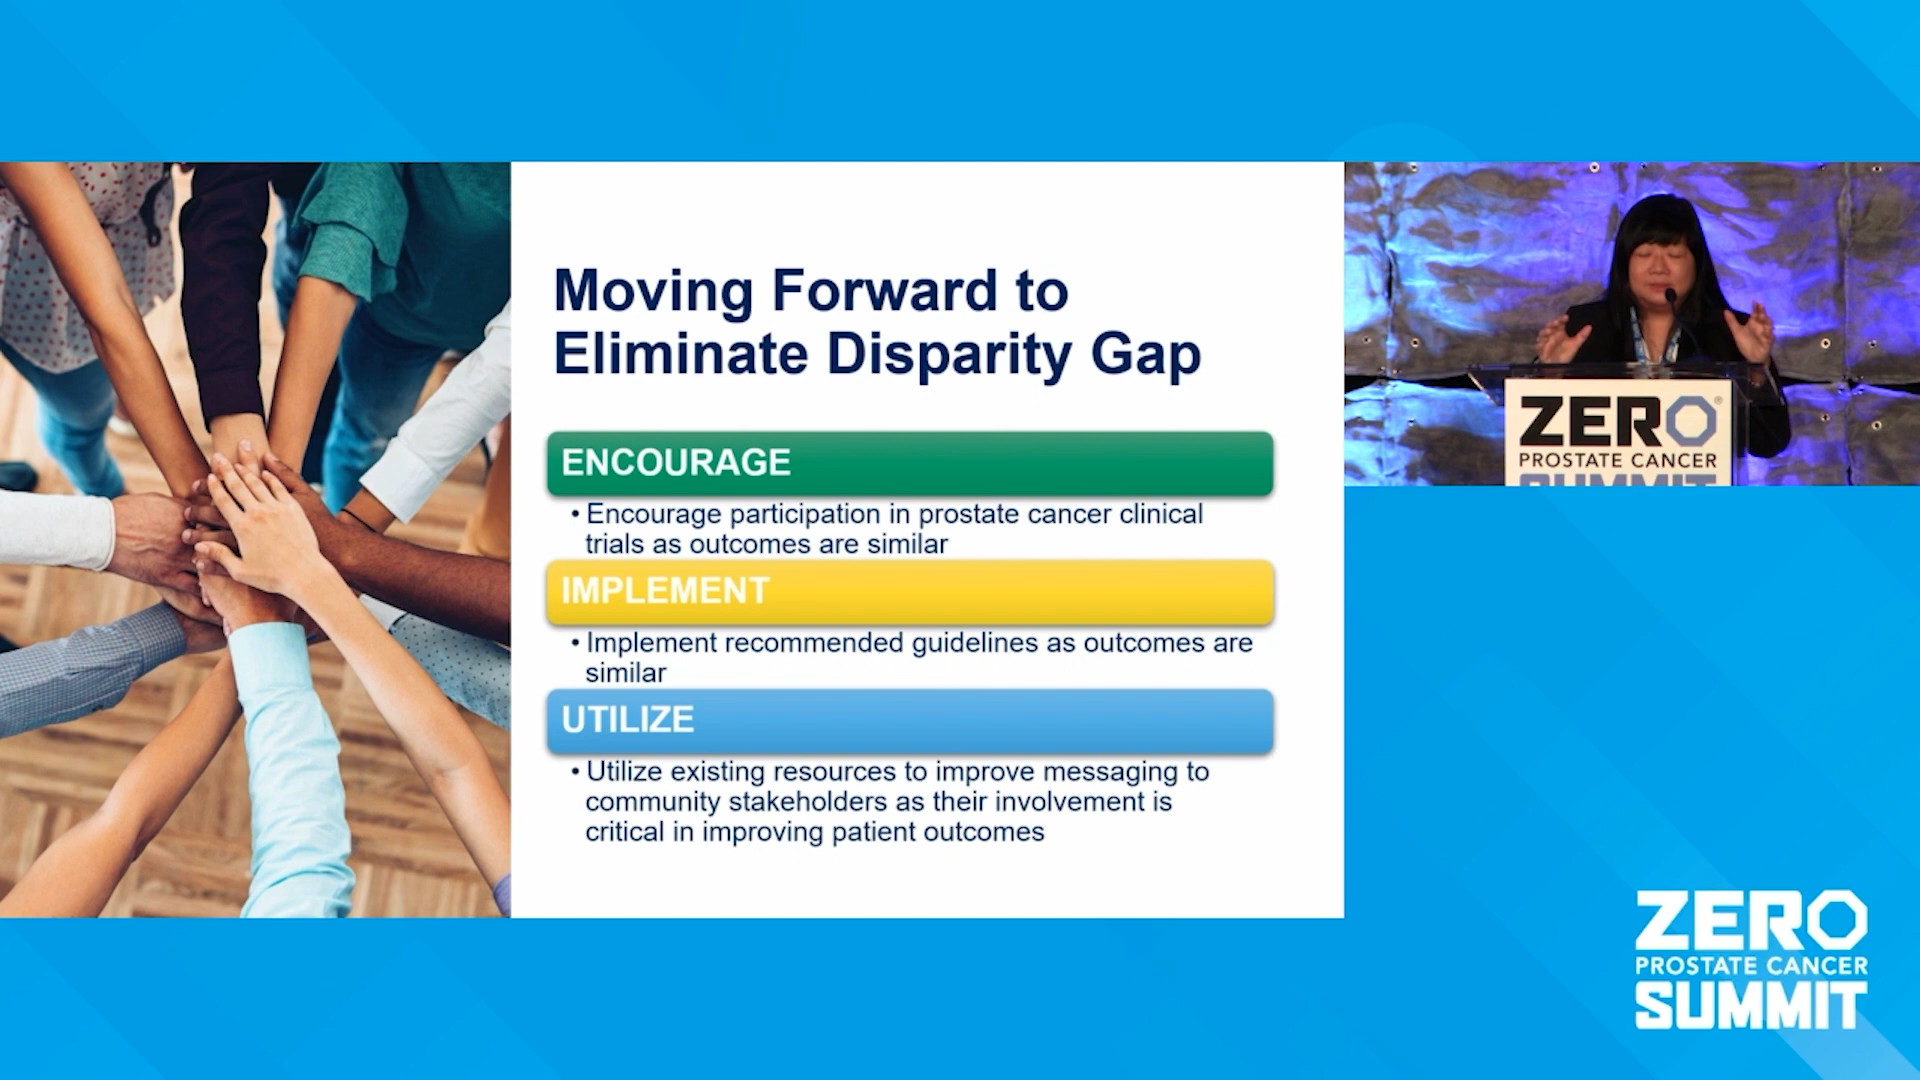 Moving Forward to
Eliminate Disparity Gap
ENCOURAGE
• Encourage participation in prostate cancer clinical
trials as outcomes are similar
IMPLEMENT
• Implement recommended guidelines as outcomes are
similar
UTILIZE
• Utilize existing resources to improve messaging to
community stakeholders as their involvement is
critical in improving patient outcomes
ZERO®
PROSTATE CANCER
SUMMIT
ZERO
PROSTATE CANCER
SUMMIT